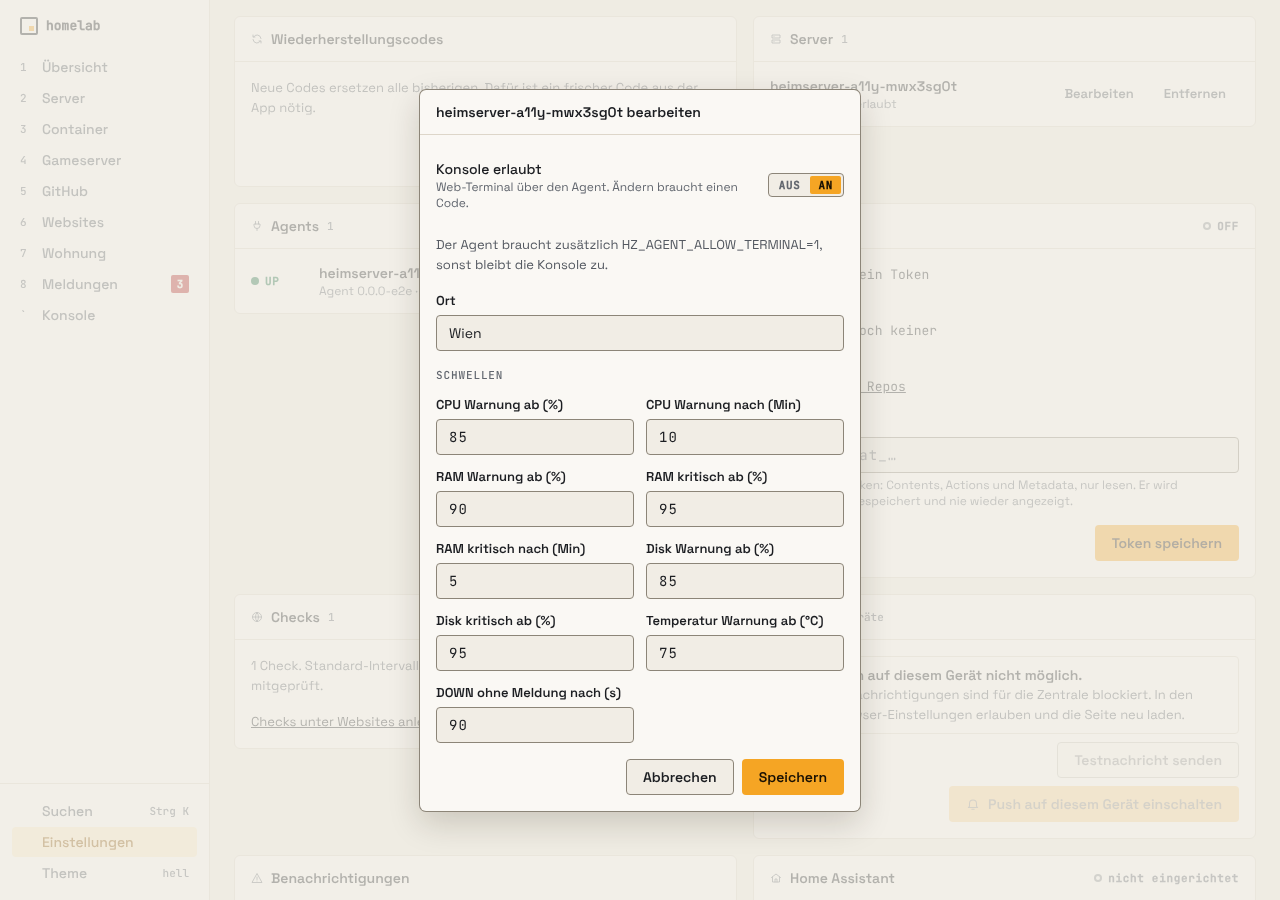 homelab
1 Übersicht
2 Server
3 Container
4 Gameserver
5 GitHub
6 Websites
7 Wohnung
8 Meldungen 3
` Konsole
Suchen Strg K
Einstellungen
Theme hell
Wiederherstellungscodes
Neue Codes ersetzen alle bisherigen. Dafür ist ein frischer Code aus der
App nötig.
Server 1
heimserver-a11y-mwx3sg0t
rlaubt
Bearbeiten Entfernen
Agents 1
UP heimserver-a11
Agent 0.0.0-e2e ·
OFF
ein Token
och keiner
Repos
at_…
ken: Contents, Actions und Metadata, nur lesen. Er wird
espeichert und nie wieder angezeigt.
Token speichern
Checks 1
1 Check. Standard-Intervall
mitgeprüft.
Checks unter Websites anle
räte
n auf diesem Gerät nicht möglich.
chrichtigungen sind für die Zentrale blockiert. In den
ser-Einstellungen erlauben und die Seite neu laden.
Testnachricht senden
Push auf diesem Gerät einschalten
Benachrichtigungen
Home Assistant nicht eingerichtet
heimserver-a11y-mwx3sg0t bearbeiten
Konsole erlaubt
Web-Terminal über den Agent. Ändern braucht einen
Code.
AUS AN
Der Agent braucht zusätzlich HZ_AGENT_ALLOW_TERMINAL=1,
sonst bleibt die Konsole zu.
Ort
Wien
SCHWELLEN
CPU Warnung ab (%) CPU Warnung nach (Min)
85 10
RAM Warnung ab (%) RAM kritisch ab (%)
90 95
RAM kritisch nach (Min) Disk Warnung ab (%)
5 85
Disk kritisch ab (%) Temperatur Warnung ab (°C)
95 75
DOWN ohne Meldung nach (s)
90
Abbrechen Speichern